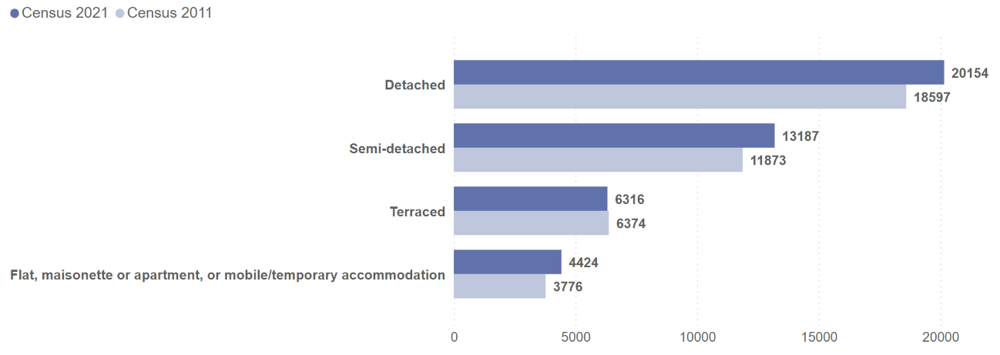 Census 2021 Census 2011
Detached
20154
18597
Semi-detached
13187
11873
Terraced
6316
6374
Flat, maisonette or apartment, or mobile/temporary accommodation
4424
3776
0 5000 10000 15000 20000